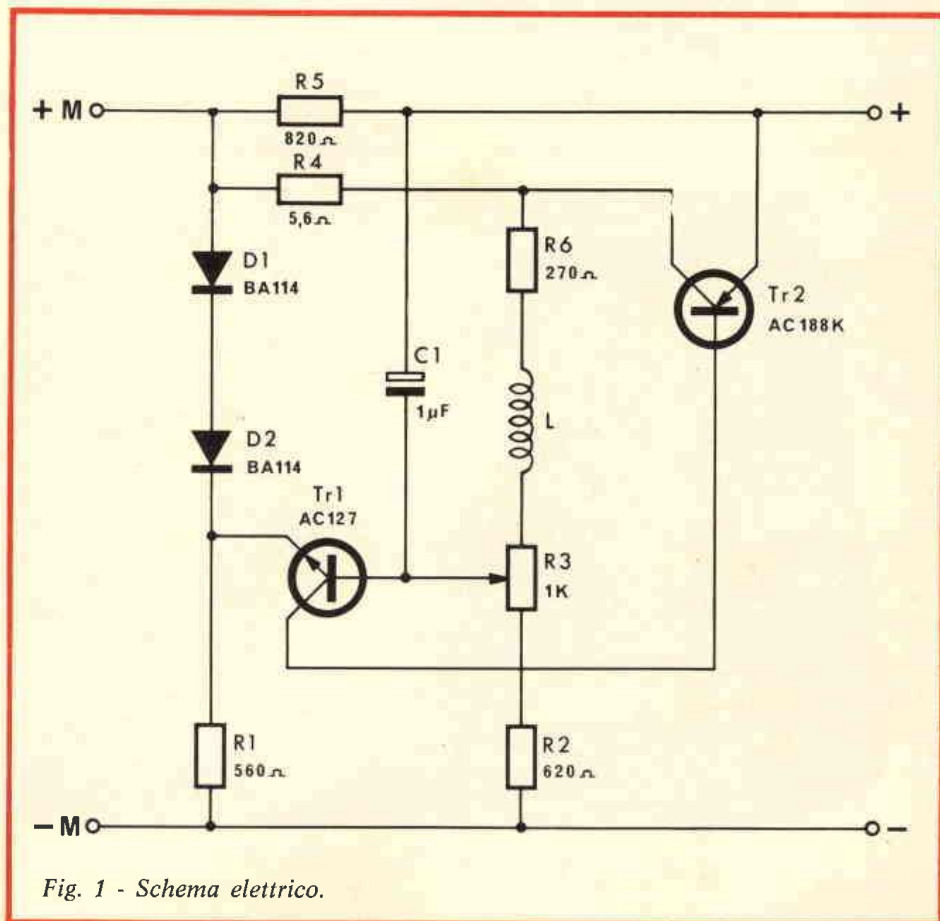 R5
+ M
+
820 Ω
R4
5,6 Ω
R6
270 Ω
D1
BA114
Tr2
AC188K
C1
1µF
L
D2
BA114
Tr1
AC127
R3
1K
R1
560 Ω
R2
620 Ω
- M
-
Fig. 1 - Schema elettrico.